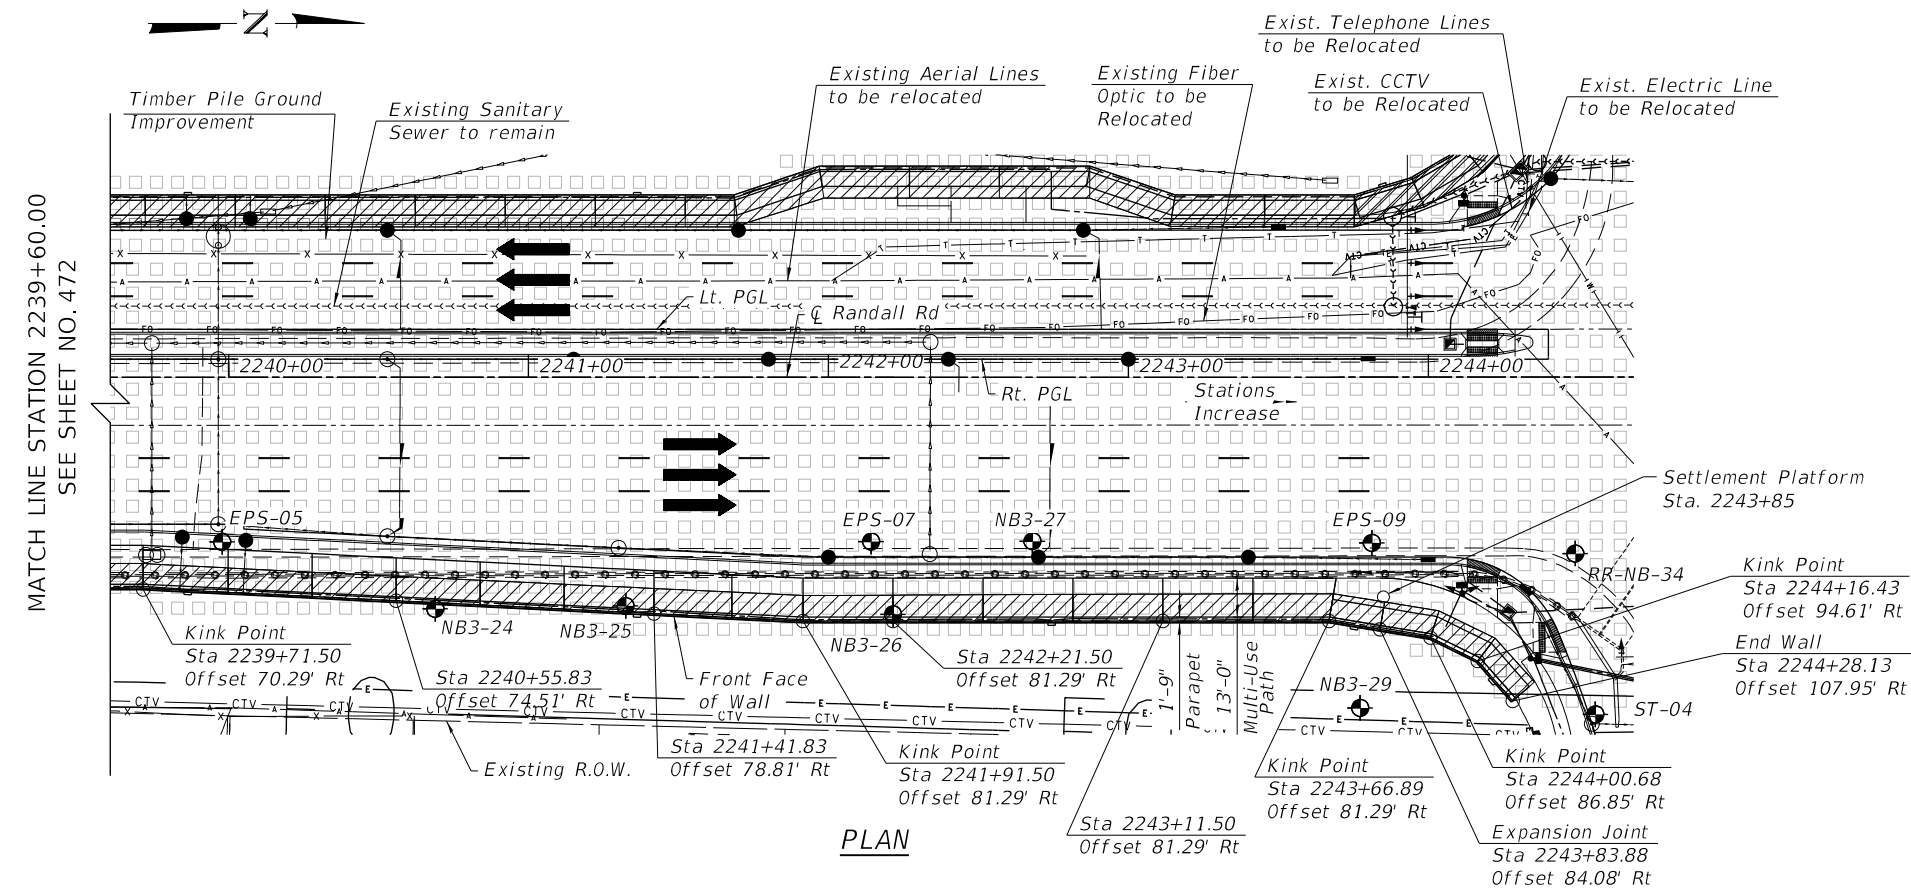 N
Exist. Telephone Lines
to be Relocated
Existing Aerial Lines
to be relocated
Existing Fiber
Optic to be
Relocated
Exist. CCTV
to be Relocated
Exist. Electric Line
to be Relocated
Timber Pile Ground
Improvement
Existing Sanitary
Sewer to remain
MATCH LINE STATION 2239+60.00
SEE SHEET NO. 472
Lt. PGL
℄ Randall Rd
2240+00
2241+00
2242+00
2243+00
2244+00
Rt. PGL
Stations
Increase
Settlement Platform
Sta. 2243+85
EPS-05
EPS-07
NB3-27
EPS-09
RR-NB-34
NB3-24
NB3-25
NB3-26
NB3-29
ST-04
Kink Point
Sta 2244+16.43
Offset 94.61' Rt
End Wall
Sta 2244+28.13
Offset 107.95' Rt
Kink Point
Sta 2239+71.50
Offset 70.29' Rt
Sta 2240+55.83
Offset 74.51' Rt
Front Face
of Wall
Sta 2242+21.50
Offset 81.29' Rt
1'-9"
Parapet
13'-0"
Multi-Use
Path
Existing R.O.W.
Sta 2241+41.83
Offset 78.81' Rt
Kink Point
Sta 2241+91.50
Offset 81.29' Rt
Sta 2243+11.50
Offset 81.29' Rt
Kink Point
Sta 2243+66.89
Offset 81.29' Rt
Kink Point
Sta 2244+00.68
Offset 86.85' Rt
Expansion Joint
Sta 2243+83.88
Offset 84.08' Rt
PLAN